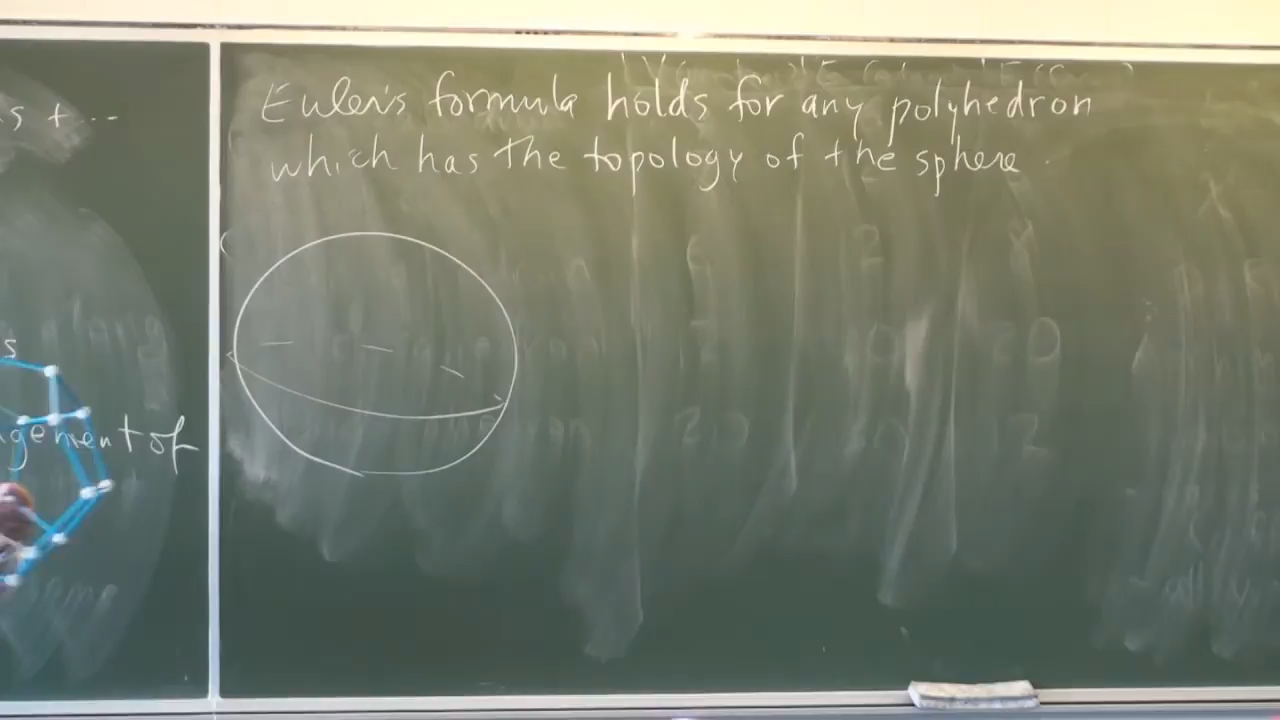 s + ...
s
gement of
Euler's formula holds for any polyhedron
which has the topology of the sphere.